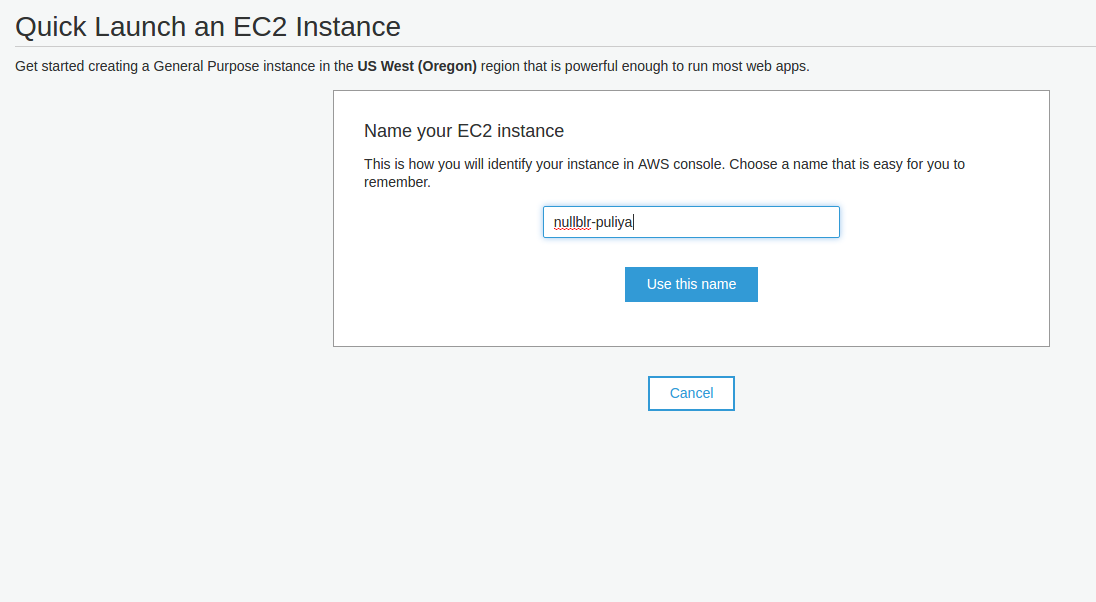 Quick Launch an EC2 Instance
Get started creating a General Purpose instance in the US West (Oregon) region that is powerful enough to run most web apps.
Name your EC2 instance
This is how you will identify your instance in AWS console. Choose a name that is easy for you to
remember.
nullblr-puliya
Use this name
Cancel